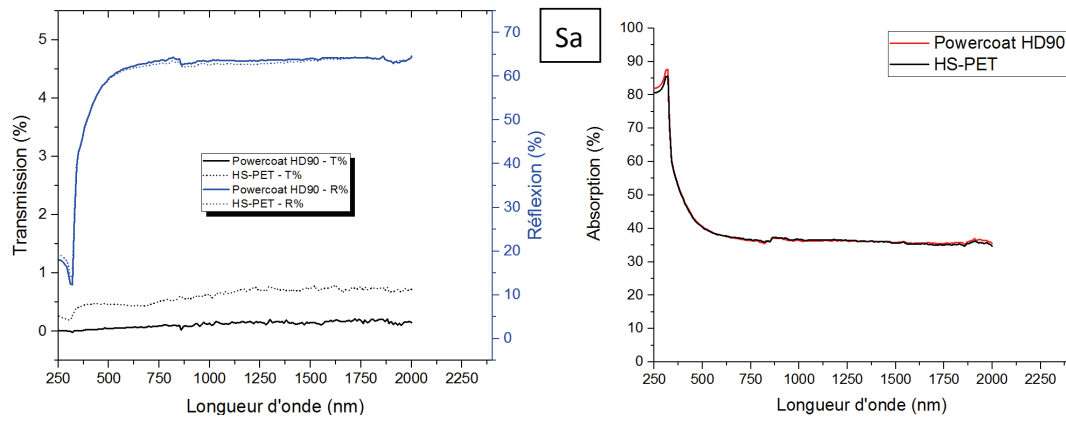 Sa
Transmission (%)
5
4
3
2
1
0
Powercoat HD90 - T%
HS-PET - T%
Powercoat HD90 - R%
HS-PET - R%
70
60
50
40
30
20
10
0
Réflexion (%)
250 500 750 1000 1250 1500 1750 2000 2250
Longueur d'onde (nm)
Absorption (%)
100
90
80
70
60
50
40
30
20
10
0
Powercoat HD90
HS-PET
250 500 750 1000 1250 1500 1750 2000 2250
Longueur d'onde (nm)